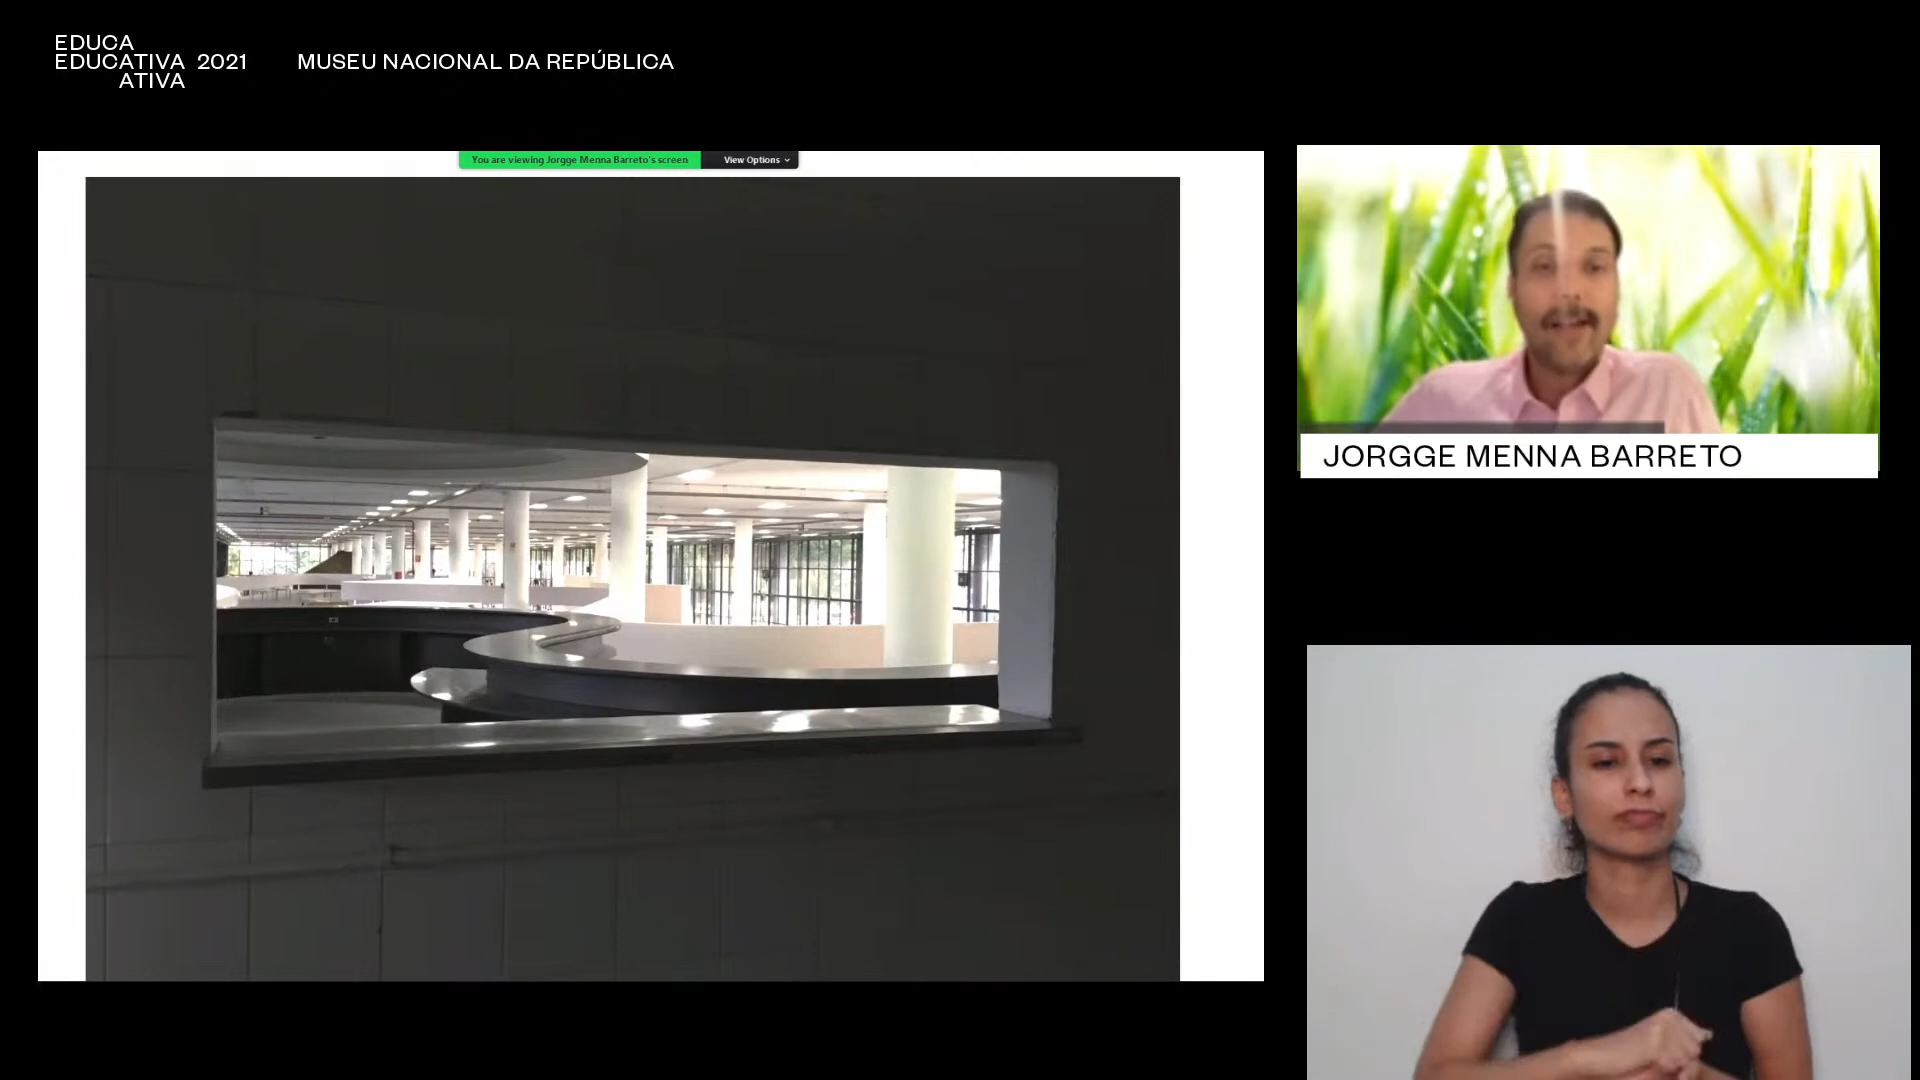 EDUCA
EDUCATIVA 2021
ATIVA
MUSEU NACIONAL DA REPÚBLICA
You are viewing Jorgge Menna Barreto's screen
View Options
JORGGE MENNA BARRETO